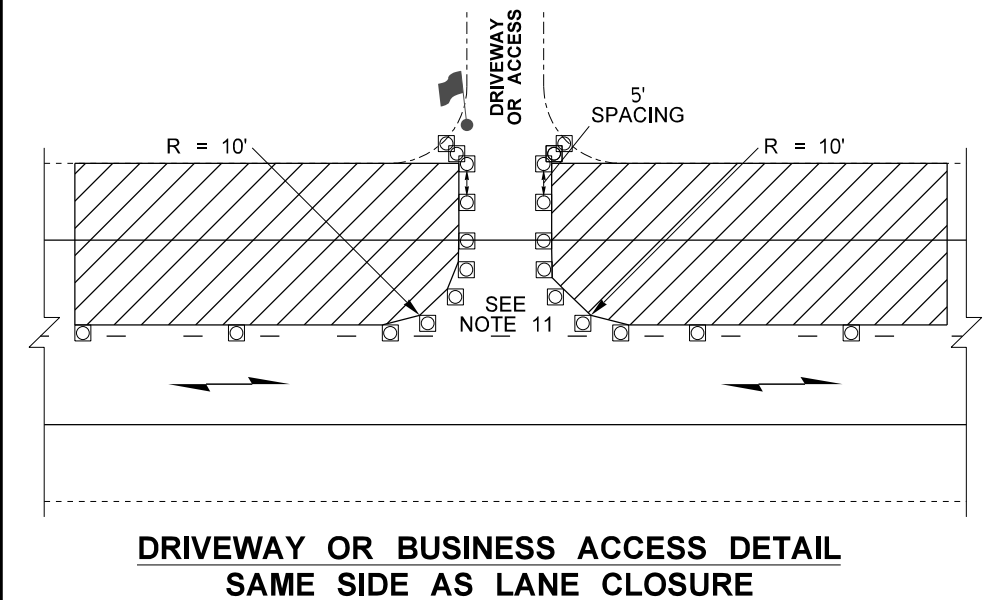 DRIVEWAY
OR ACCESS
5'
SPACING
R = 10'
R = 10'
SEE
NOTE 11
DRIVEWAY OR BUSINESS ACCESS DETAIL
SAME SIDE AS LANE CLOSURE